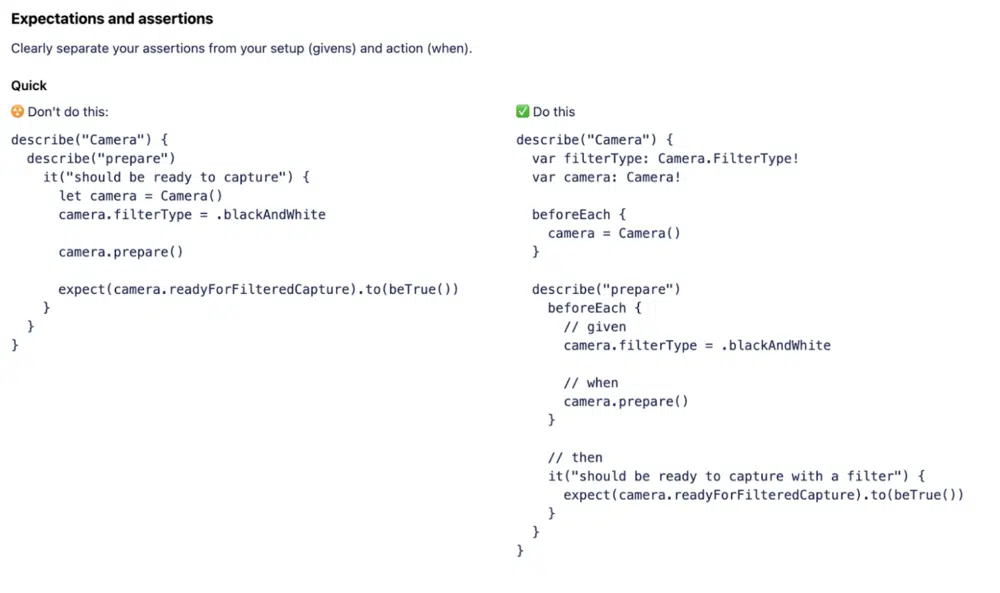 Expectations and assertions
Clearly separate your assertions from your setup (givens) and action (when).
Quick
Don't do this:
describe("Camera") {
  describe("prepare")
    it("should be ready to capture") {
      let camera = Camera()
      camera.filterType = .blackAndWhite
      camera.prepare()
      expect(camera.readyForFilteredCapture).to(beTrue())
    }
  }
}
Do this
describe("Camera") {
  var filterType: Camera.FilterType!
  var camera: Camera!
  beforeEach {
    camera = Camera()
  }
  describe("prepare")
    beforeEach {
      // given
      camera.filterType = .blackAndWhite
      // when
      camera.prepare()
    }
    // then
    it("should be ready to capture with a filter") {
      expect(camera.readyForFilteredCapture).to(beTrue())
    }
  }
}